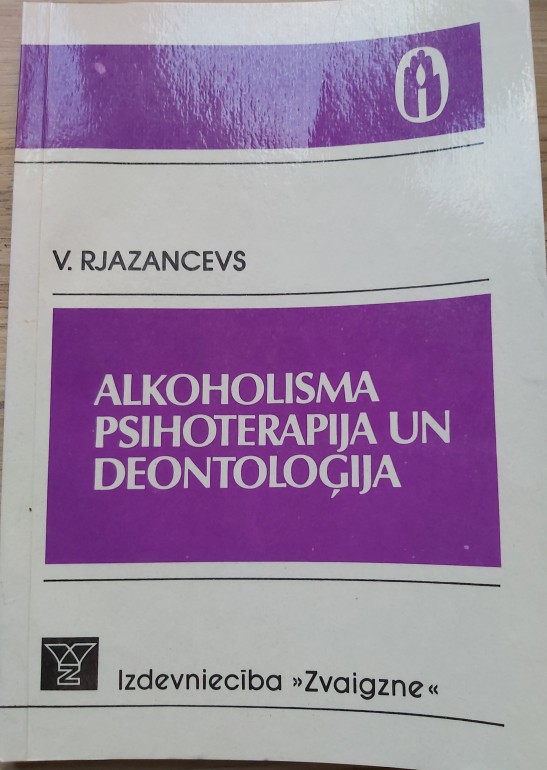 V. RJAZANCEVS
ALKOHOLISMA
PSIHOTERAPIJA UN
DEONTOLOĢIJA
Izdevniecība »Zvaigzne«